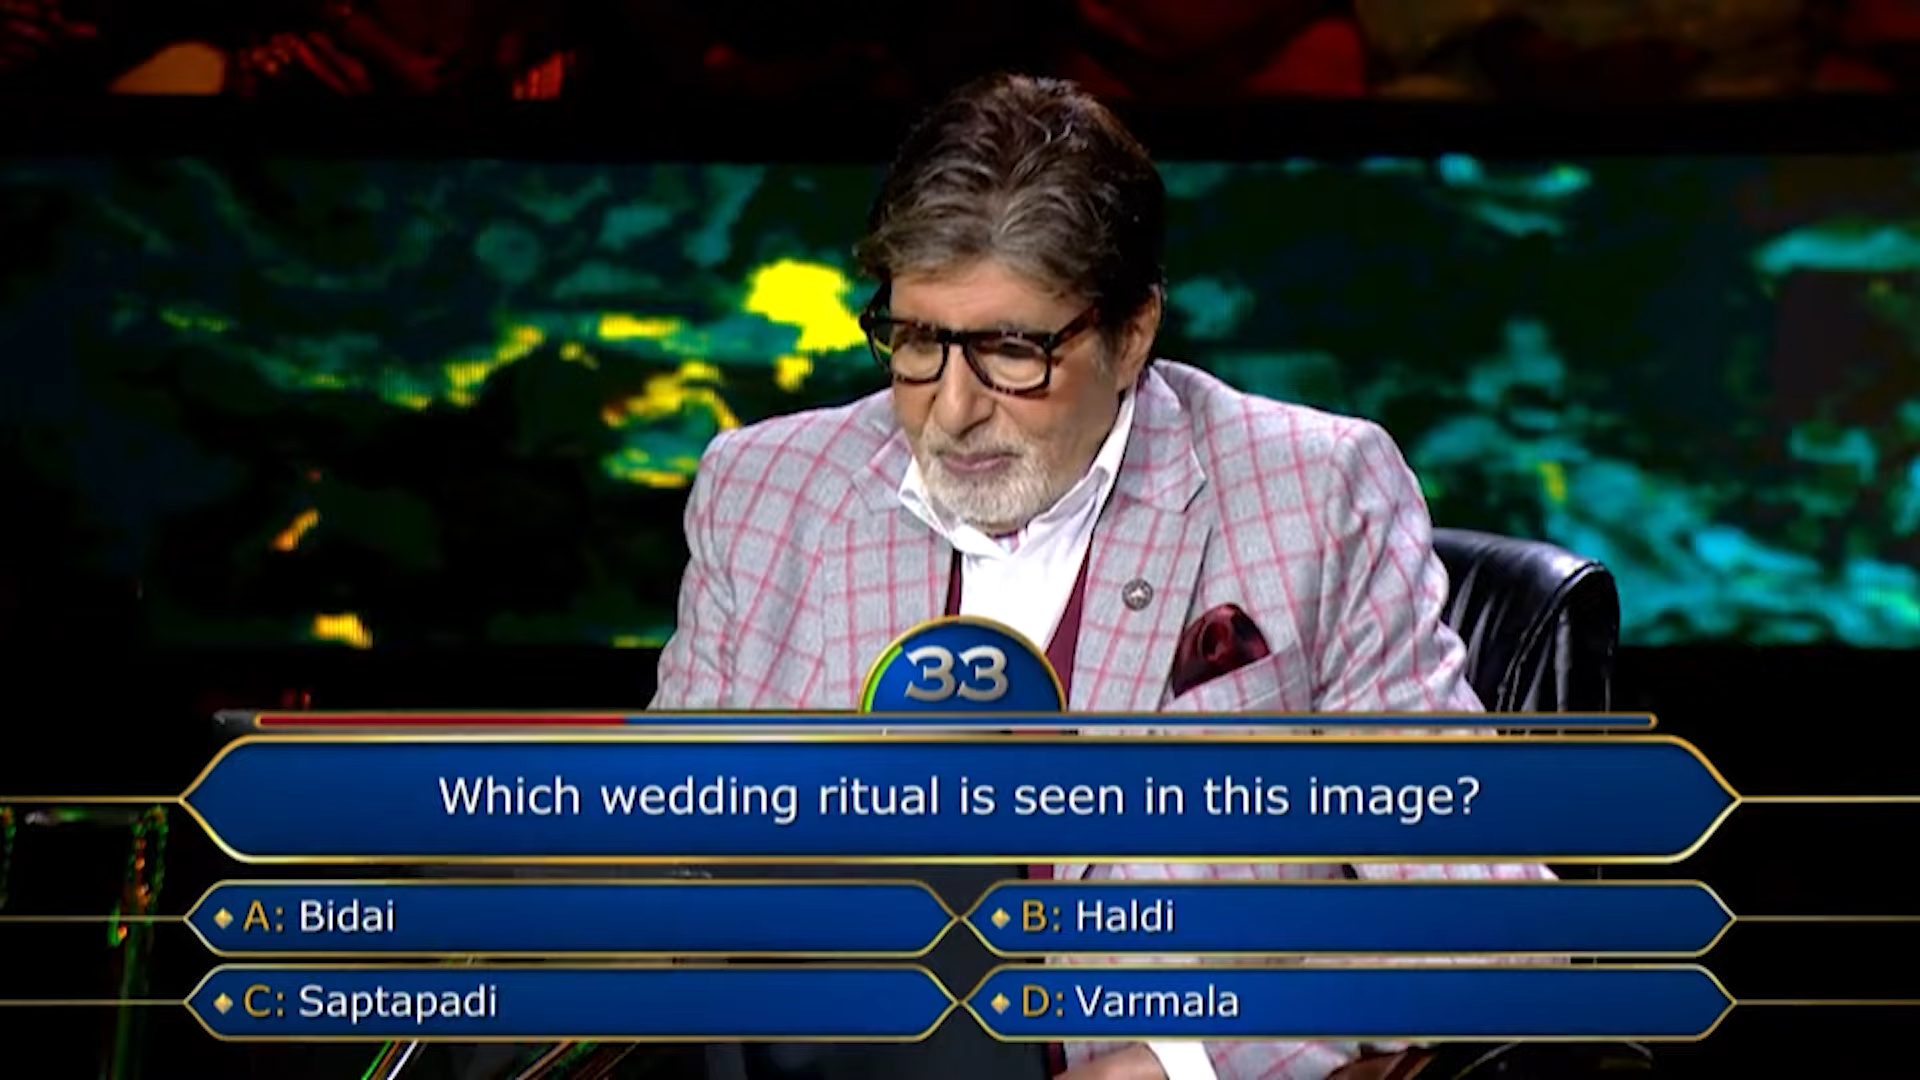 33
Which wedding ritual is seen in this image?
A: Bidai
B: Haldi
C: Saptapadi
D: Varmala